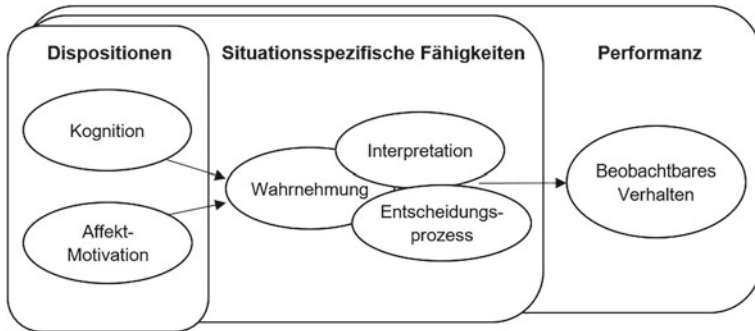 Dispositionen
Situationsspezifische Fähigkeiten
Performanz
Kognition
Affekt-
Motivation
Wahrnehmung
Interpretation
Entscheidungs-
prozess
Beobachtbares
Verhalten